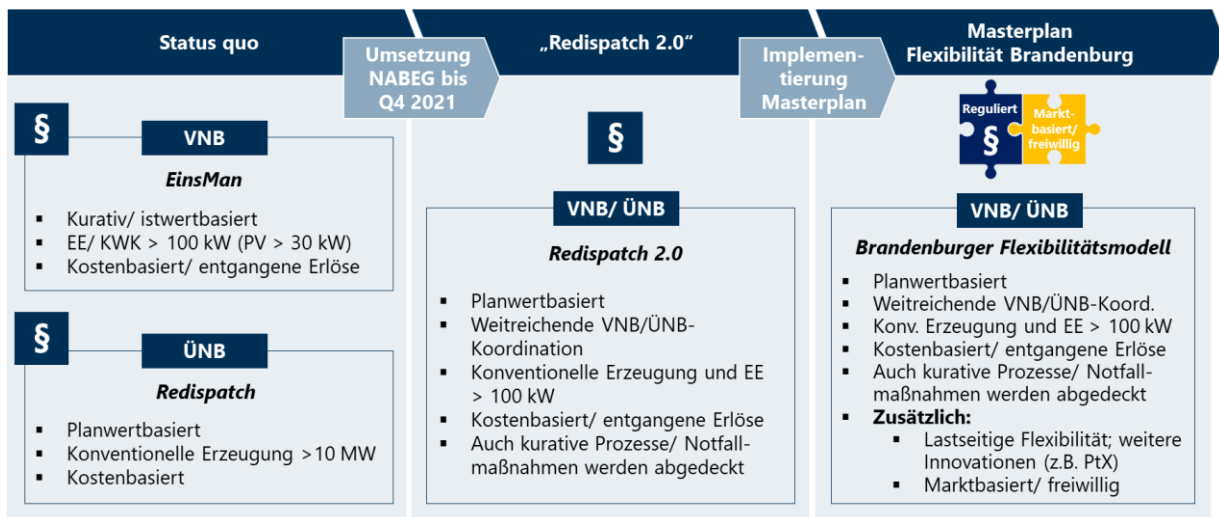 Status quo
Umsetzung
NABEG bis
Q4 2021
„Redispatch 2.0“
Implemen-
tierung
Masterplan
Masterplan
Flexibilität Brandenburg
§
VNB
EinsMan
▪ Kurativ/ istwertbasiert
▪ EE/ KWK > 100 kW (PV > 30 kW)
▪ Kostenbasiert/ entgangene Erlöse
§
ÜNB
Redispatch
▪ Planwertbasiert
▪ Konventionelle Erzeugung >10 MW
▪ Kostenbasiert
§
VNB/ ÜNB
Redispatch 2.0
▪ Planwertbasiert
▪ Weitreichende VNB/ÜNB-
Koordination
▪ Konventionelle Erzeugung und EE
> 100 kW
▪ Kostenbasiert/ entgangene Erlöse
▪ Auch kurative Prozesse/ Notfall-
maßnahmen werden abgedeckt
Reguliert
§
Markt-
basiert/
freiwillig
VNB/ ÜNB
Brandenburger Flexibilitätsmodell
▪ Planwertbasiert
▪ Weitreichende VNB/ÜNB-Koord.
▪ Konv. Erzeugung und EE > 100 kW
▪ Kostenbasiert/ entgangene Erlöse
▪ Auch kurative Prozesse/ Notfall-
maßnahmen werden abgedeckt
▪ Zusätzlich:
▪ Lastseitige Flexibilität; weitere
Innovationen (z.B. PtX)
▪ Marktbasiert/ freiwillig